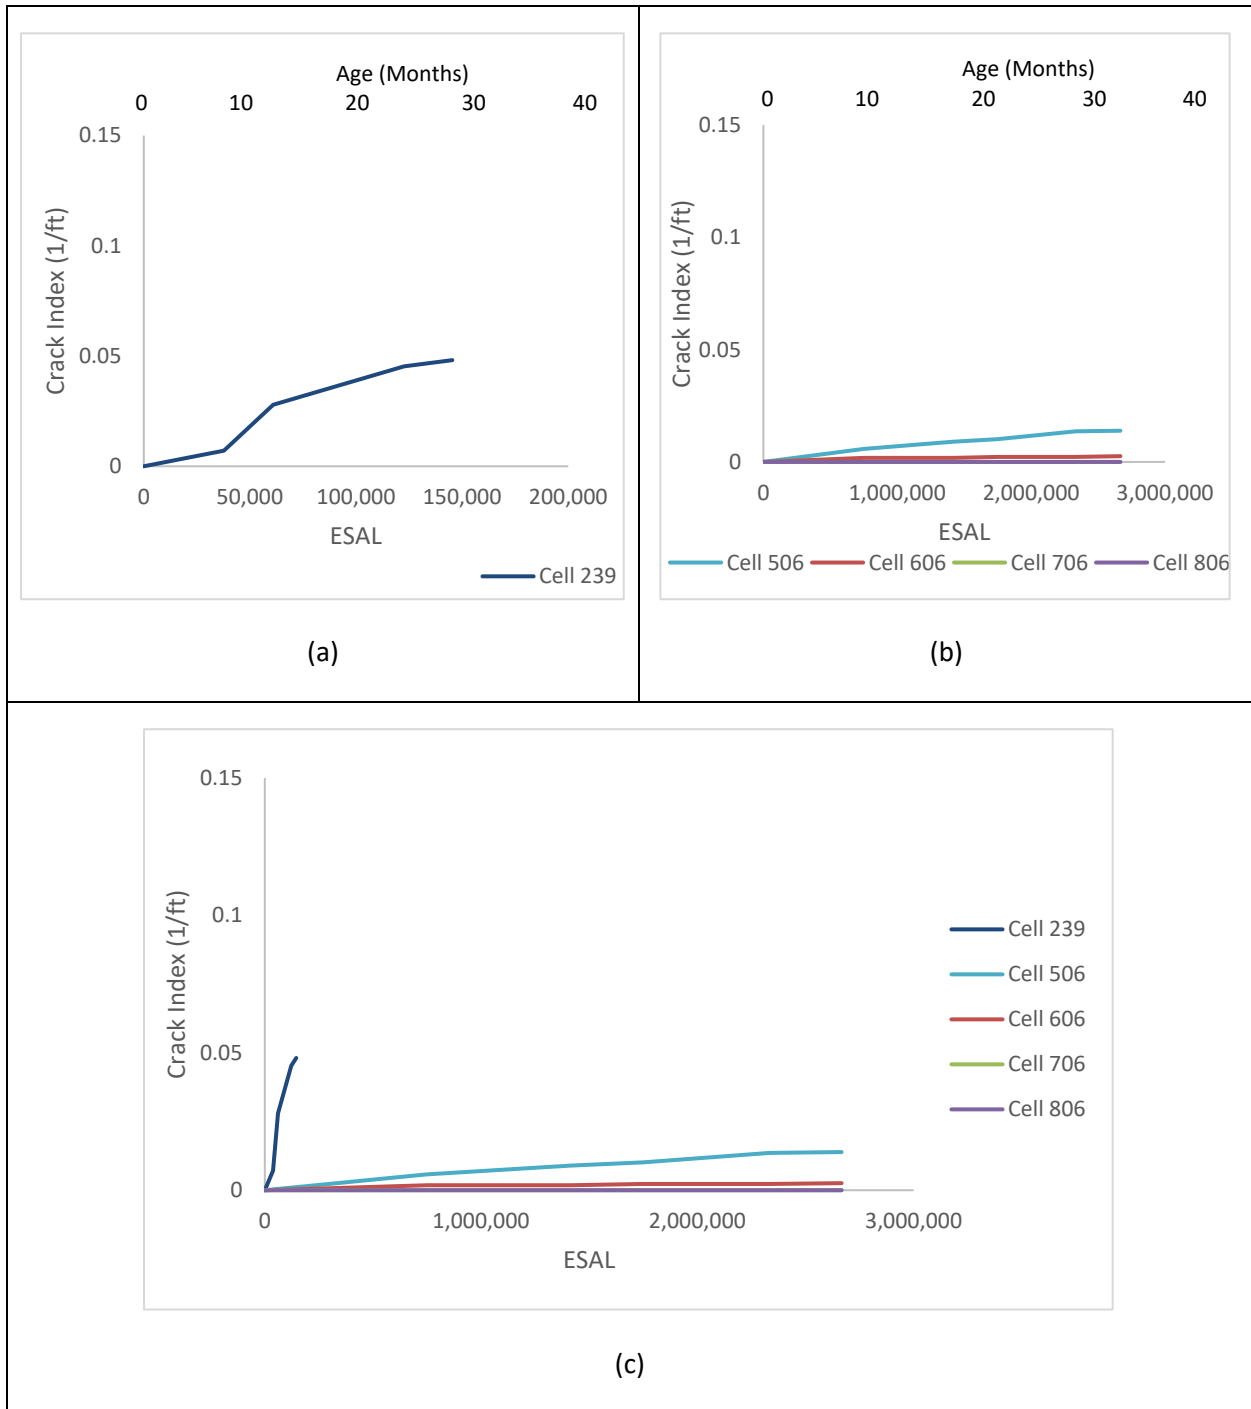 Age (Months)
0 10 20 30 40
0.15
0.1
0.05
0
Crack Index (1/ft)
0 50,000 100,000 150,000 200,000
ESAL
Cell 239
(a)
Age (Months)
0 10 20 30 40
0.15
0.1
0.05
0
Crack Index (1/ft)
0 1,000,000 2,000,000 3,000,000
ESAL
Cell 506 Cell 606 Cell 706 Cell 806
(b)
0.15
0.1
0.05
0
Crack Index (1/ft)
0 1,000,000 2,000,000 3,000,000
ESAL
Cell 239
Cell 506
Cell 606
Cell 706
Cell 806
(c)